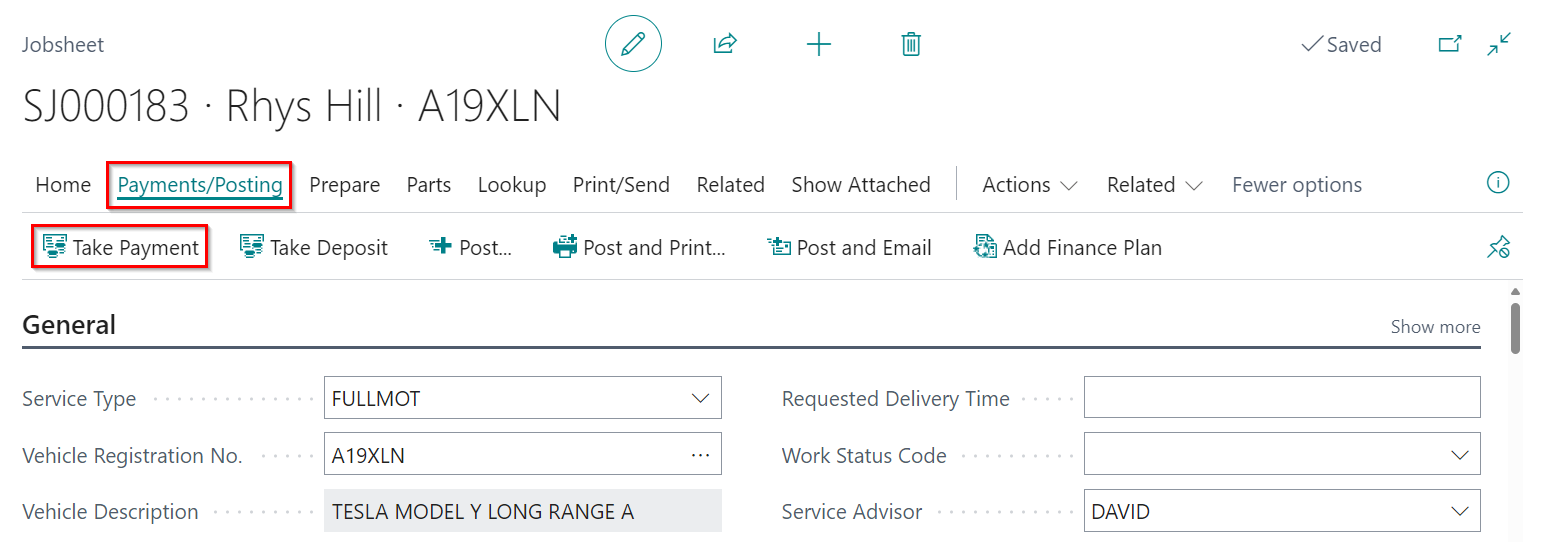 Jobsheet
Saved
SJ000183 · Rhys Hill · A19XLN
Home Payments/Posting Prepare Parts Lookup Print/Send Related Show Attached Actions Related Fewer options
Take Payment Take Deposit Post... Post and Print... Post and Email Add Finance Plan
General Show more
Service Type FULLMOT Requested Delivery Time
Vehicle Registration No. A19XLN ... Work Status Code
Vehicle Description TESLA MODEL Y LONG RANGE A Service Advisor DAVID